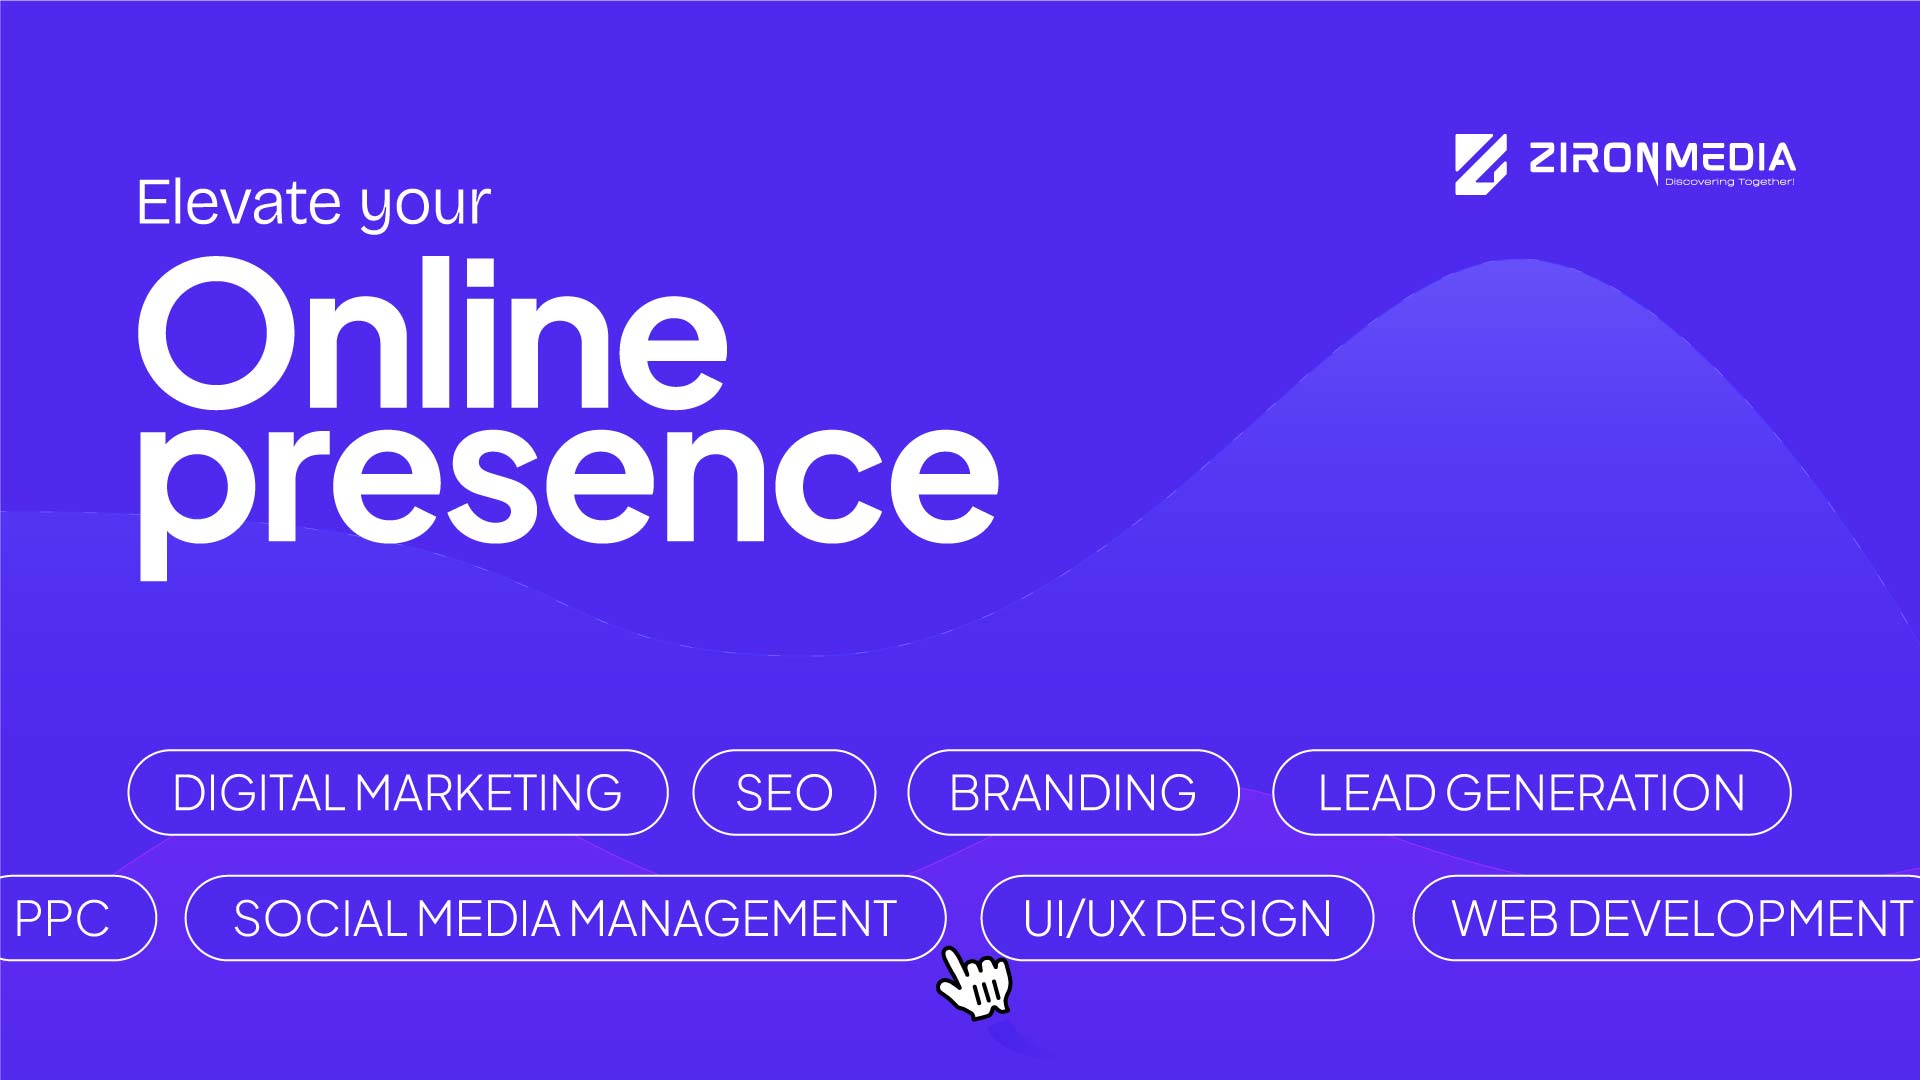 Elevate your
Online
presence
ZIRONMEDIA
Discovering Together!
DIGITAL MARKETING
SEO
BRANDING
LEAD GENERATION
PPC
SOCIAL MEDIA MANAGEMENT
UI/UX DESIGN
WEB DEVELOPMENT